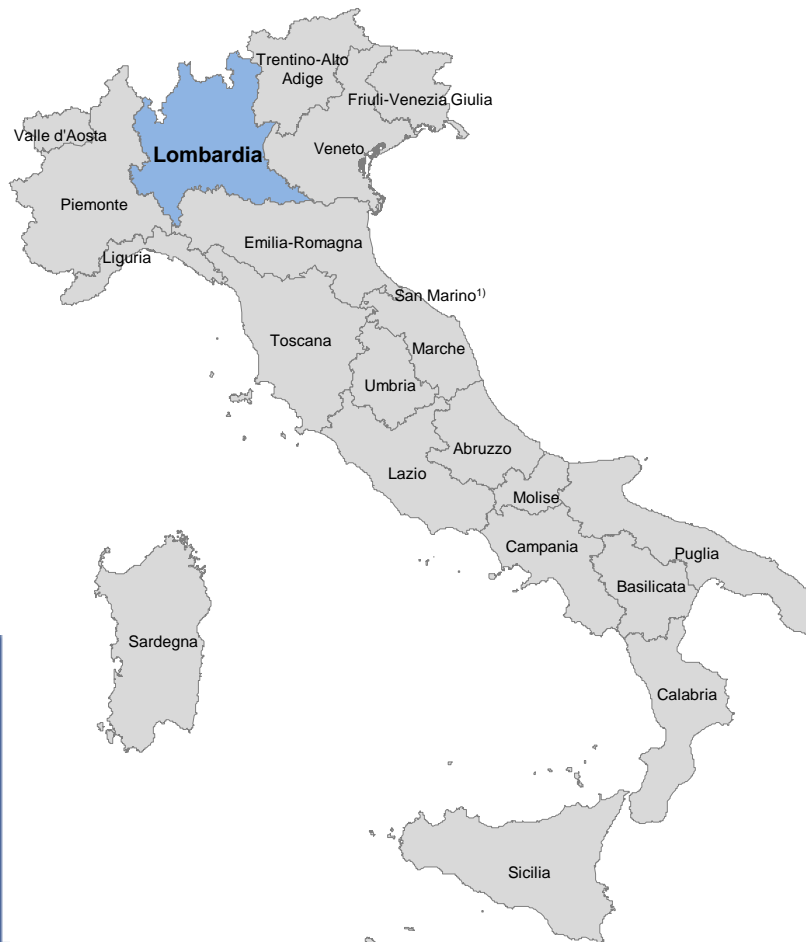 Trentino-Alto
Adige
Friuli-Venezia Giulia
Valle d'Aosta
Veneto
Lombardia
Piemonte
Emilia-Romagna
Liguria
San Marino¹⁾
Toscana
Marche
Umbria
Abruzzo
Lazio
Molise
Campania
Puglia
Basilicata
Sardegna
Calabria
Sicilia